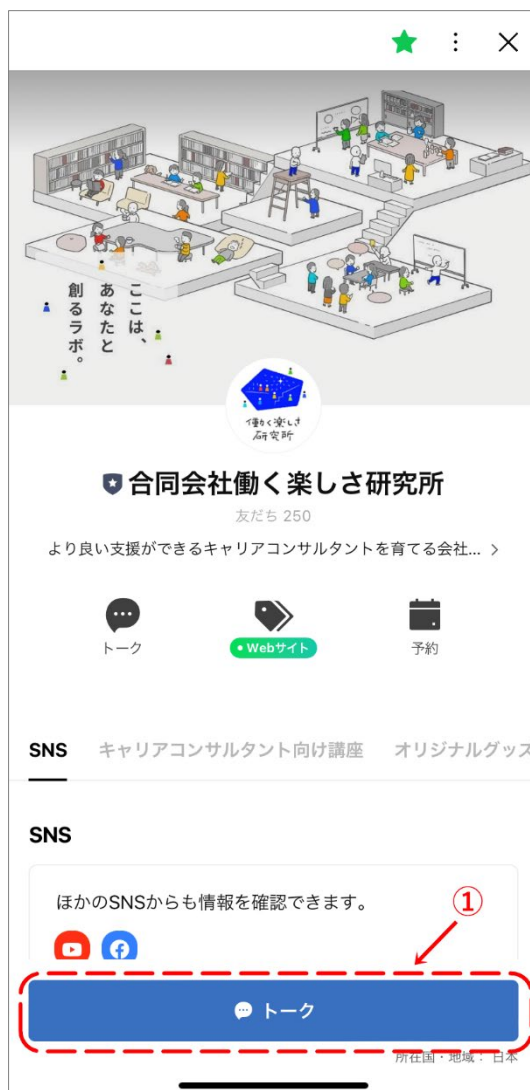 ここは、
あなたと
創るラボ。
働く楽しさ
研究所
合同会社働く楽しさ研究所
友だち 250
より良い支援ができるキャリアコンサルタントを育てる会社... >
トーク
Webサイト
予約
SNS キャリアコンサルタント向け講座 オリジナルグッズ
SNS
ほかのSNSからも情報を確認できます。
①
トーク
所在国・地域： 日本